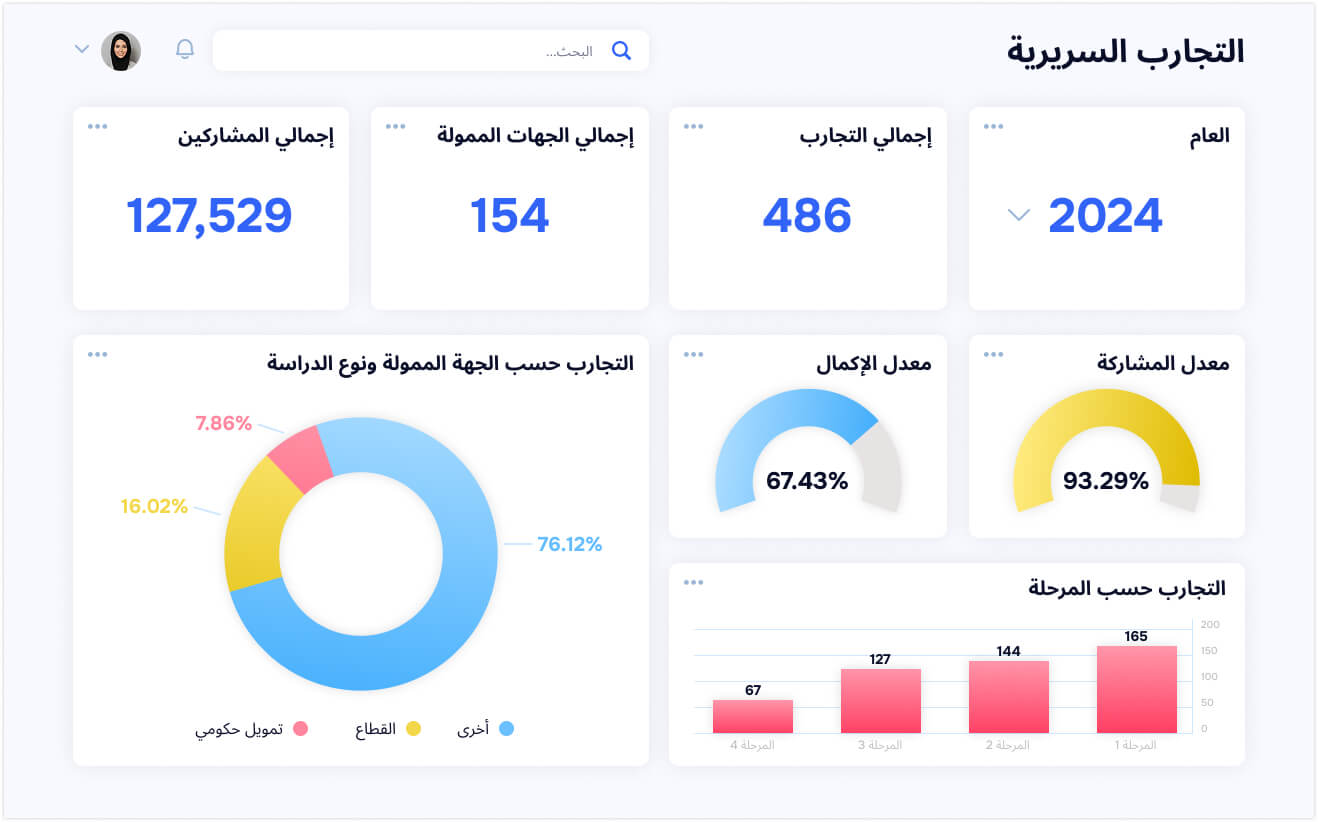 التجارب السريرية
البحث...
العام
2024
إجمالي التجارب
486
إجمالي الجهات الممولة
154
إجمالي المشاركين
127,529
معدل المشاركة
93.29%
معدل الإكمال
67.43%
التجارب حسب الجهة الممولة ونوع الدراسة
7.86%
16.02%
76.12%
أخرى
القطاع
تمويل حكومي
التجارب حسب المرحلة
200
150
100
50
0
165
144
127
67
المرحلة 1
المرحلة 2
المرحلة 3
المرحلة 4